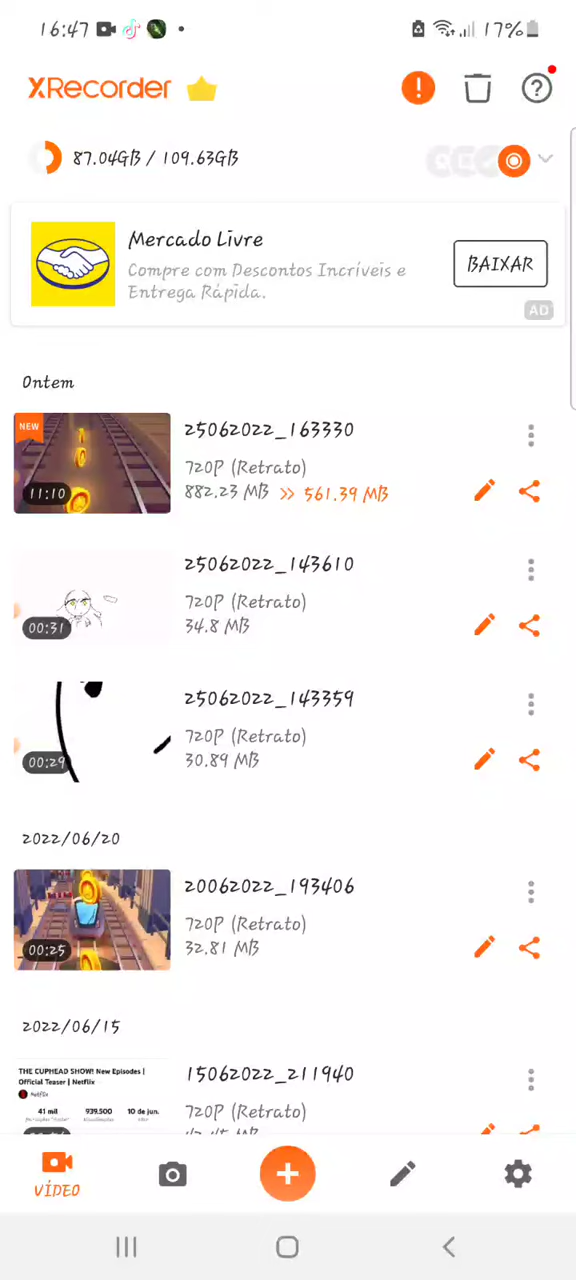 16:47
17%
XRecorder
87.04GB / 109.63GB
Mercado Livre
Compre com Descontos Incríveis e
Entrega Rápida.
BAIXAR
AD
Ontem
NEW
11:10
25062022_163330
720P (Retrato)
882.23 MB >> 561.39 MB
00:31
25062022_143610
720P (Retrato)
34.8 MB
00:29
25062022_143359
720P (Retrato)
30.89 MB
2022/06/20
00:25
20062022_193406
720P (Retrato)
32.81 MB
2022/06/15
THE CUPHEAD SHOW! New Episodes |
Official Teaser | Netflix
Netflix
41 mil
939.500
10 de jun.
15062022_211940
720P (Retrato)
VÍDEO